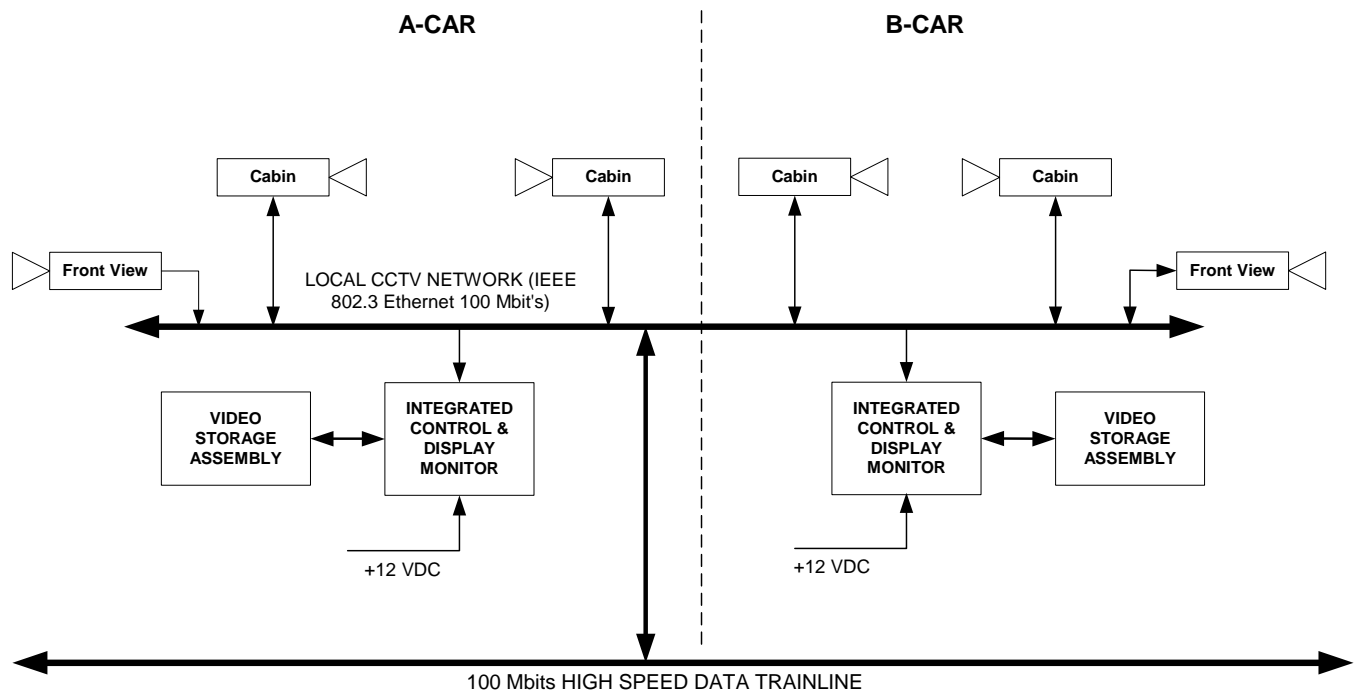 A-CAR
B-CAR
Cabin
Cabin
Cabin
Cabin
Front View
LOCAL CCTV NETWORK (IEEE
802.3 Ethernet 100 Mbit's)
Front View
VIDEO
STORAGE
ASSEMBLY
INTEGRATED
CONTROL &
DISPLAY
MONITOR
INTEGRATED
CONTROL &
DISPLAY
MONITOR
VIDEO
STORAGE
ASSEMBLY
+12 VDC
+12 VDC
100 Mbits HIGH SPEED DATA TRAINLINE